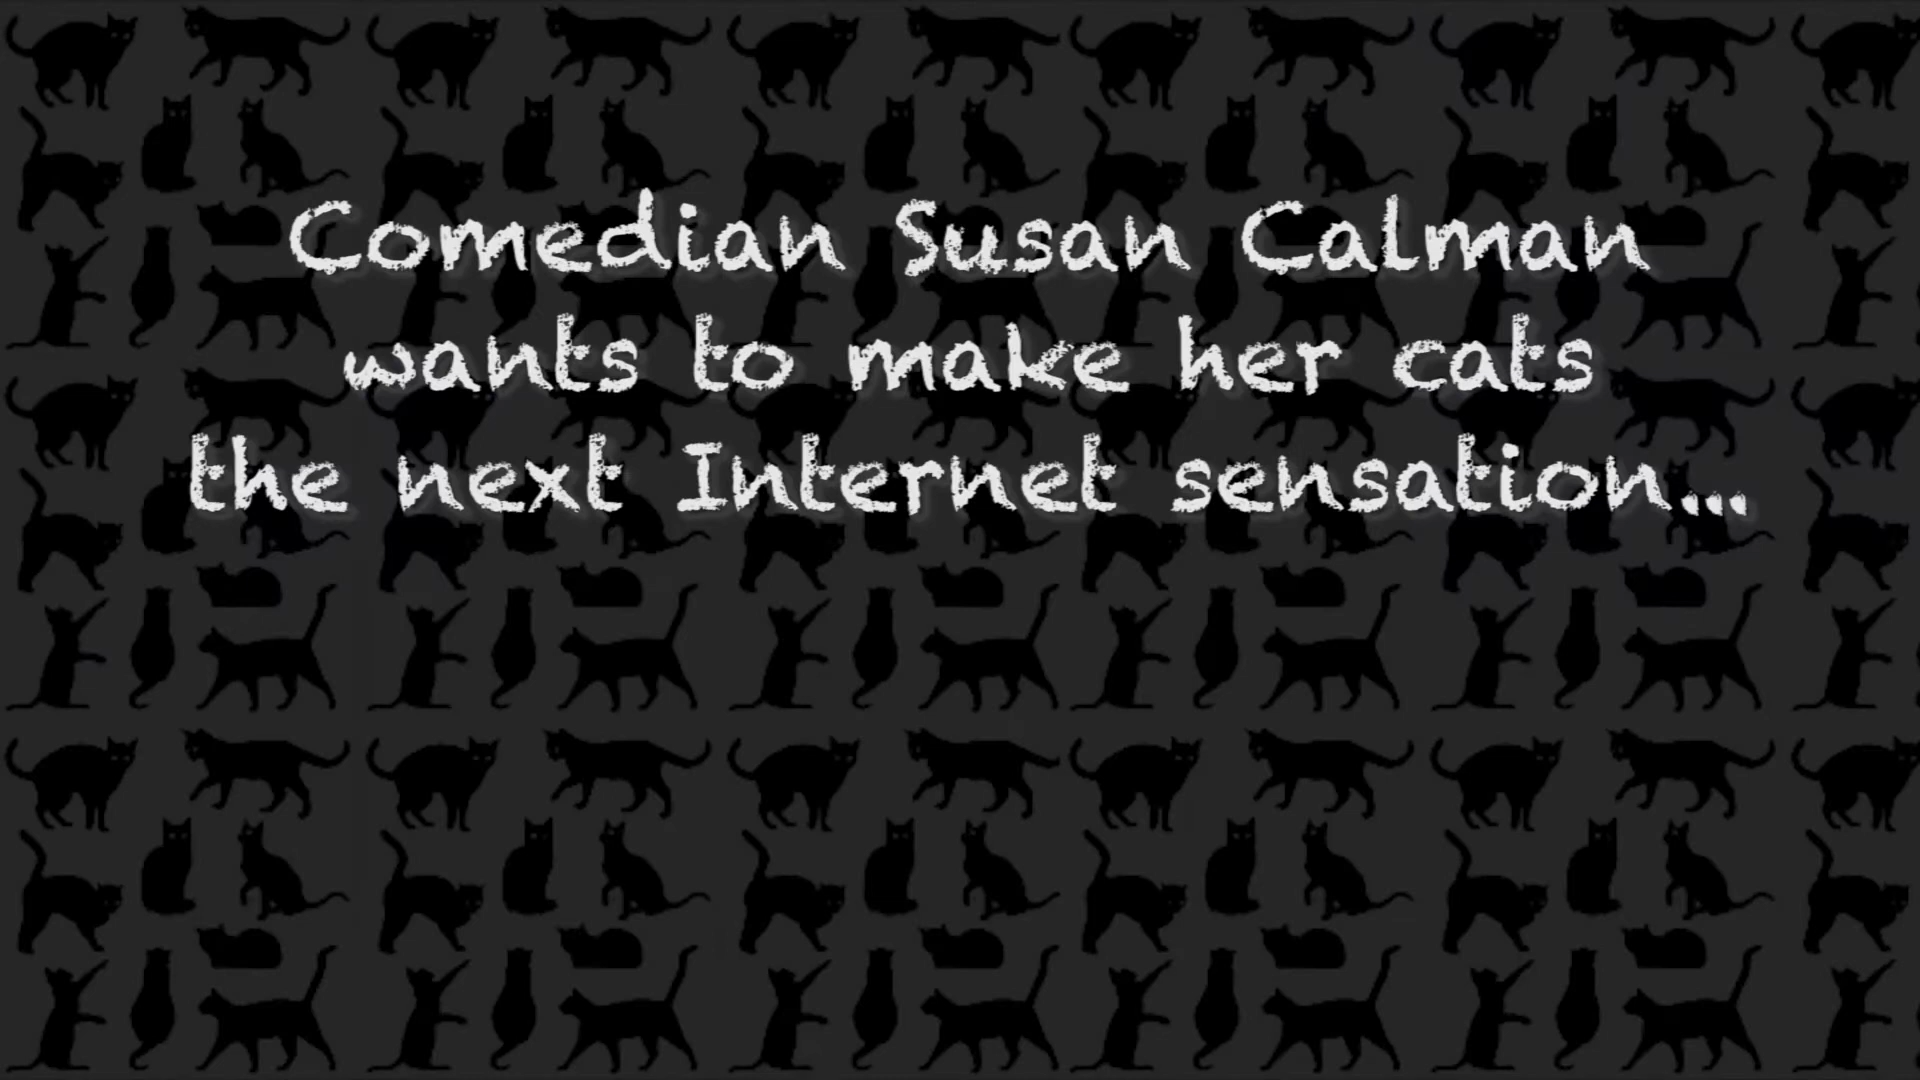 Comedian Susan Calman
wants to make her cats
the next Internet sensation...